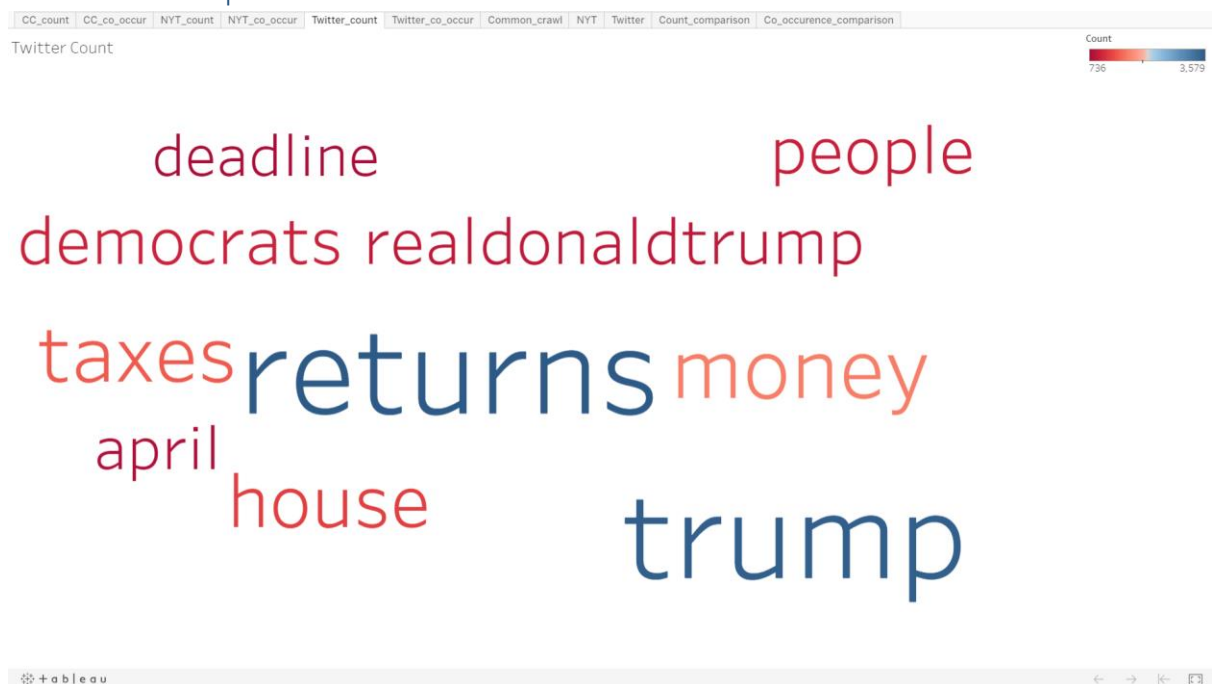 CC_count CC_co_occur NYT_count NYT_co_occur Twitter_count Twitter_co_occur Common_crawl NYT Twitter Count_comparison Co_occurence_comparison
Twitter Count
Count
736 3,579
deadline people
democrats realdonaldtrump
taxes returns money
april
house trump
+ableau